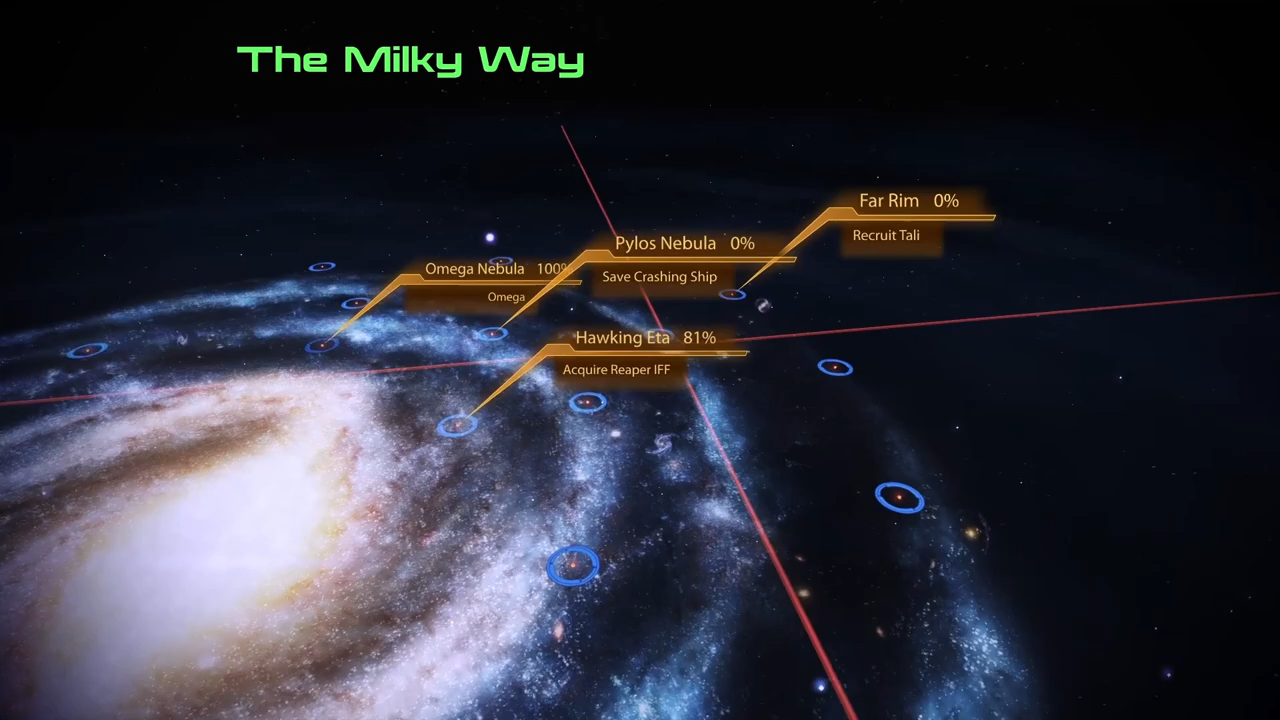 The Milky Way
Far Rim 0%
Recruit Tali
Pylos Nebula 0%
Save Crashing Ship
Omega Nebula 100%
Omega
Hawking Eta 81%
Acquire Reaper IFF